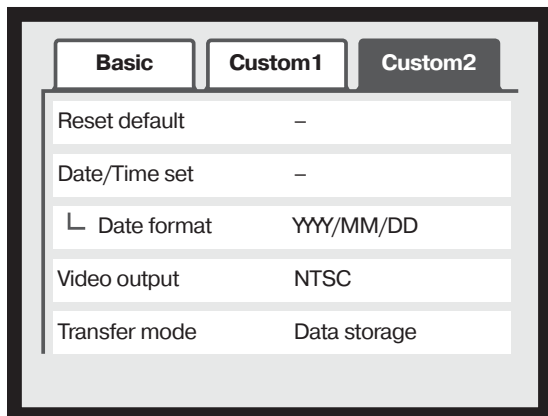 Basic Custom1 Custom2
Reset default –
Date/Time set –
Date format YYYY/MM/DD
Video output NTSC
Transfer mode Data storage